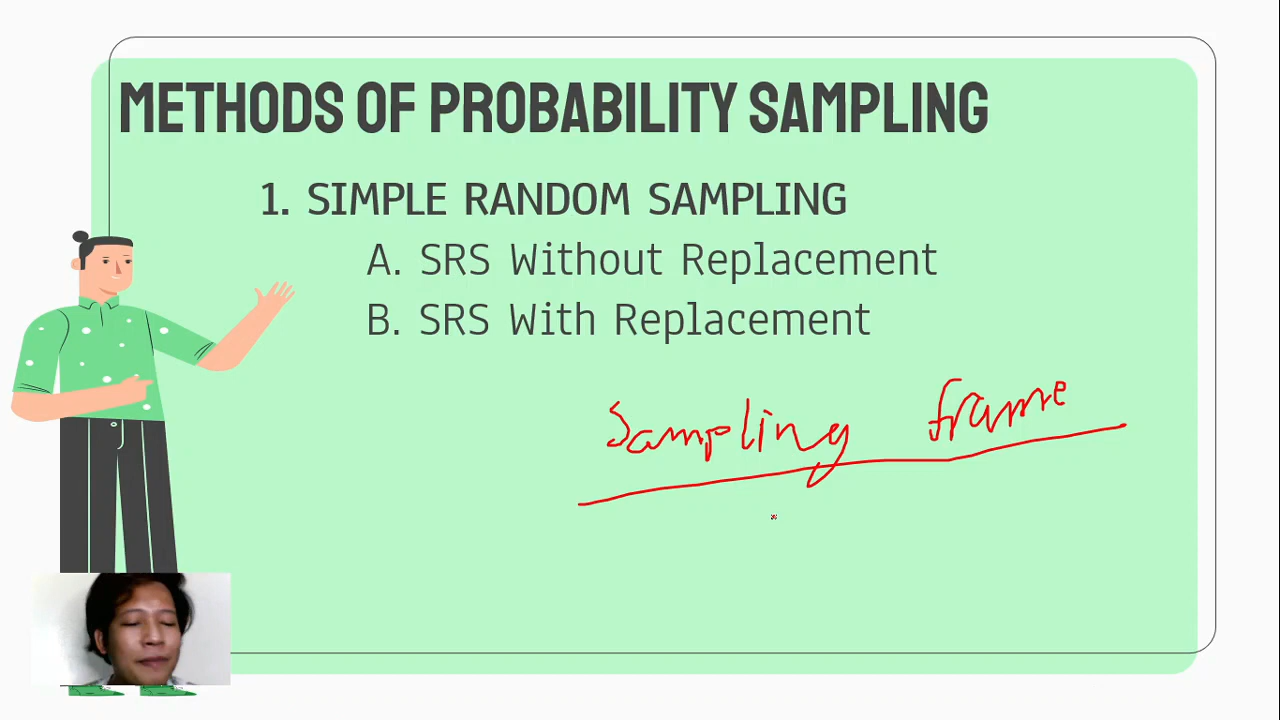 METHODS OF PROBABILITY SAMPLING
1. SIMPLE RANDOM SAMPLING
A. SRS Without Replacement
B. SRS With Replacement
Sampling frame